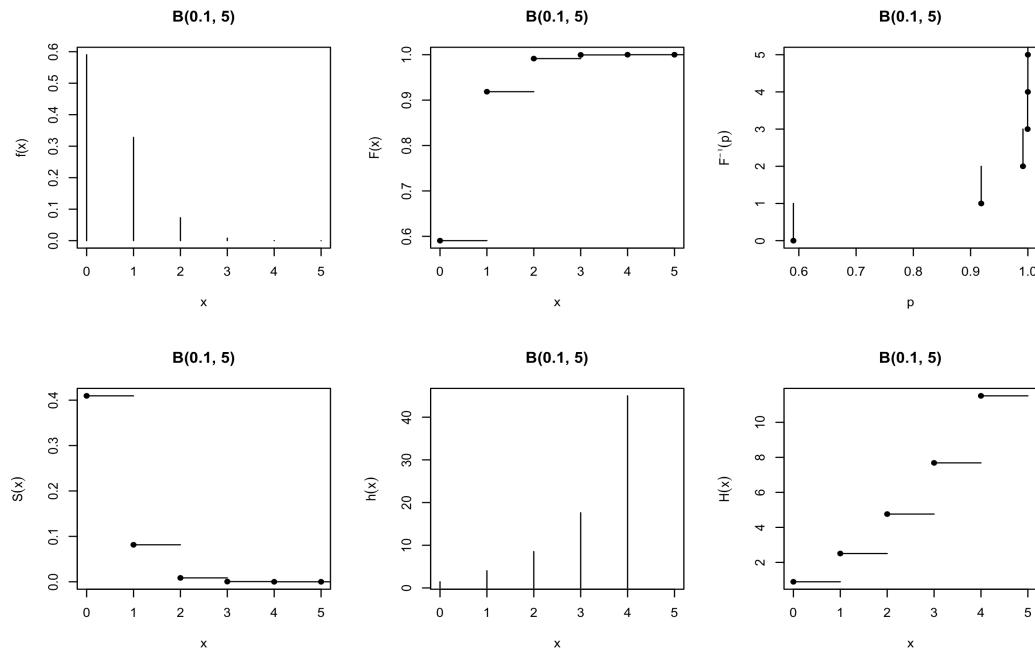 B(0.1, 5)
f(x)
0.6
0.5
0.4
0.3
0.2
0.1
0.0
0 1 2 3 4 5
x
B(0.1, 5)
F(x)
1.0
0.9
0.8
0.7
0.6
0 1 2 3 4 5
x
B(0.1, 5)
F⁻¹(p)
5
4
3
2
1
0
0.6 0.7 0.8 0.9 1.0
p
B(0.1, 5)
S(x)
0.4
0.3
0.2
0.1
0.0
0 1 2 3 4 5
x
B(0.1, 5)
h(x)
40
30
20
10
0
0 1 2 3 4 5
x
B(0.1, 5)
H(x)
10
8
6
4
2
0 1 2 3 4 5
x